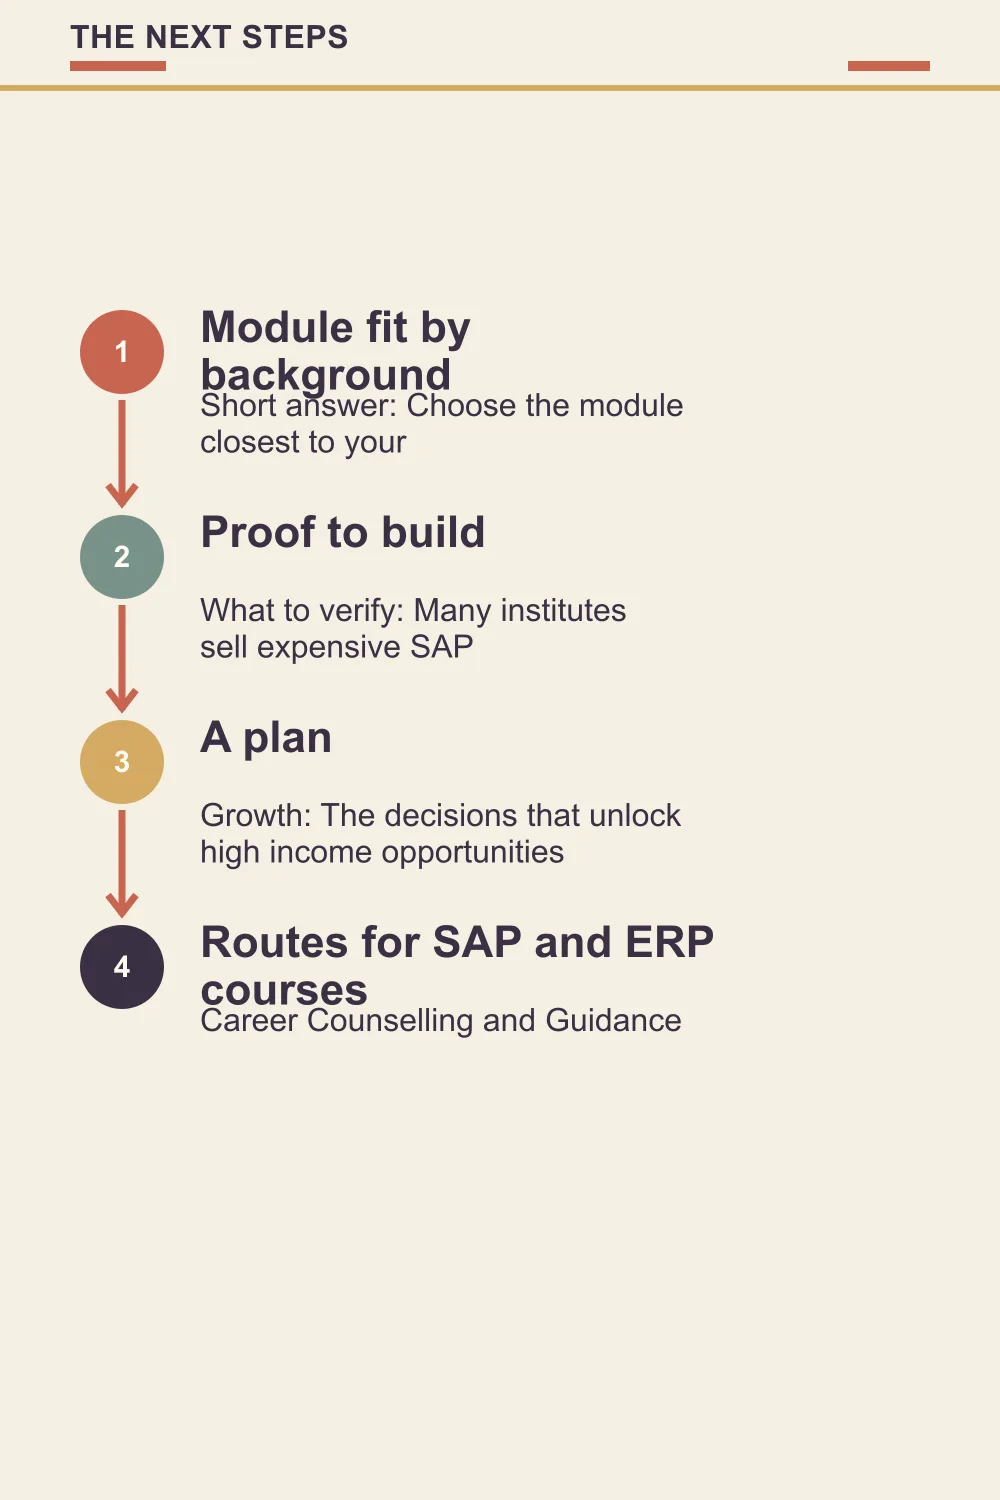 THE NEXT STEPS
1
Module fit by
background
Short answer: Choose the module
closest to your
2
Proof to build
What to verify: Many institutes
sell expensive SAP
3
A plan
Growth: The decisions that unlock
high income opportunities
4
Routes for SAP and ERP
courses
Career Counselling and Guidance